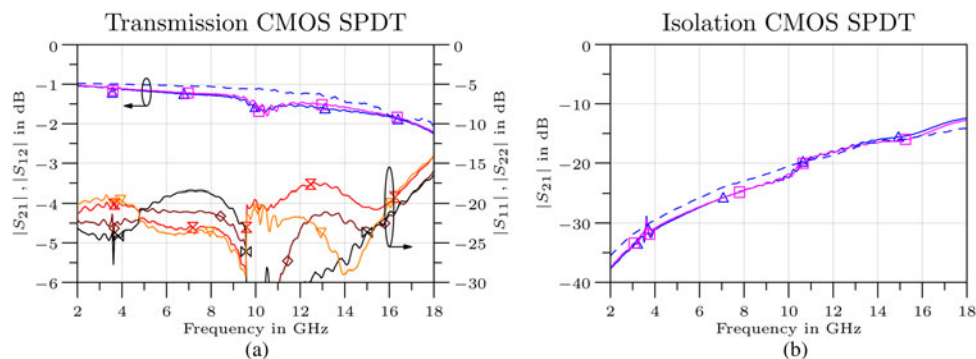 Transmission CMOS SPDT
|S21| , |S12| in dB
0
−1
−2
−3
−4
−5
−6
0
−5
−10
−15
−20
−25
−30
|S11| , |S22| in dB
2 4 6 8 10 12 14 16 18
Frequency in GHz
(a)
Isolation CMOS SPDT
|S21| in dB
0
−10
−20
−30
−40
2 4 6 8 10 12 14 16 18
Frequency in GHz
(b)